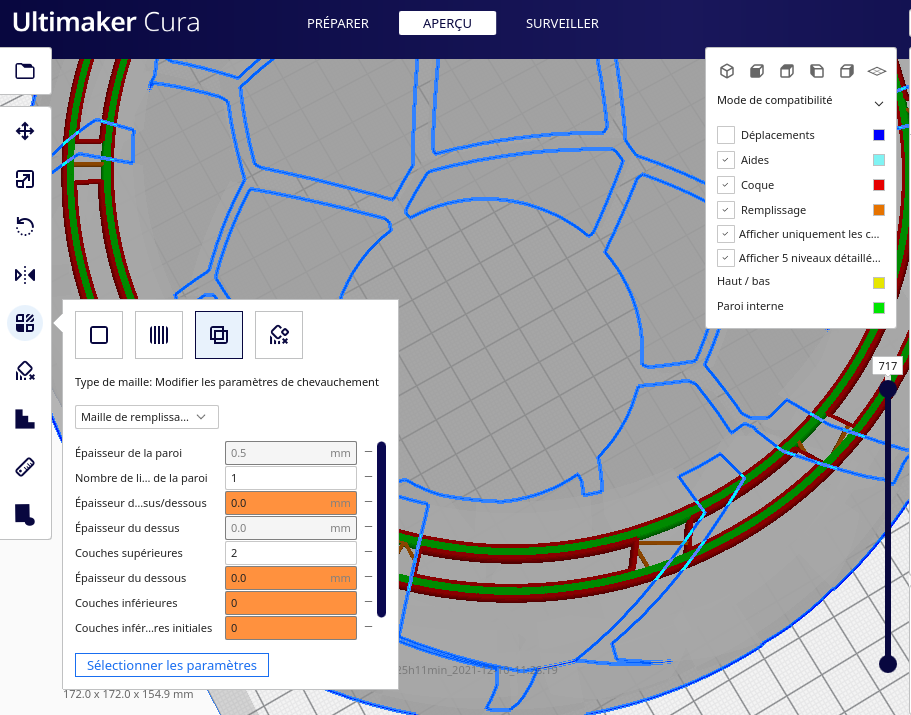 Ultimaker Cura
PRÉPARER
APERÇU
SURVEILLER
Mode de compatibilité
Déplacements
Aides
Coque
Remplissage
Afficher uniquement les c...
Afficher 5 niveaux détaillé...
Haut / bas
Paroi interne
717
Type de maille: Modifier les paramètres de chevauchement
Maille de remplissa...
Épaisseur de la paroi 0.5 mm
Nombre de li... de la paroi 1
Épaisseur d...sus/dessous 0.0 mm
Épaisseur du dessus 0.0 mm
Couches supérieures 2
Épaisseur du dessous 0.0 mm
Couches inférieures 0
Couches infér...res initiales 0
Sélectionner les paramètres
172.0 x 172.0 x 154.9 mm